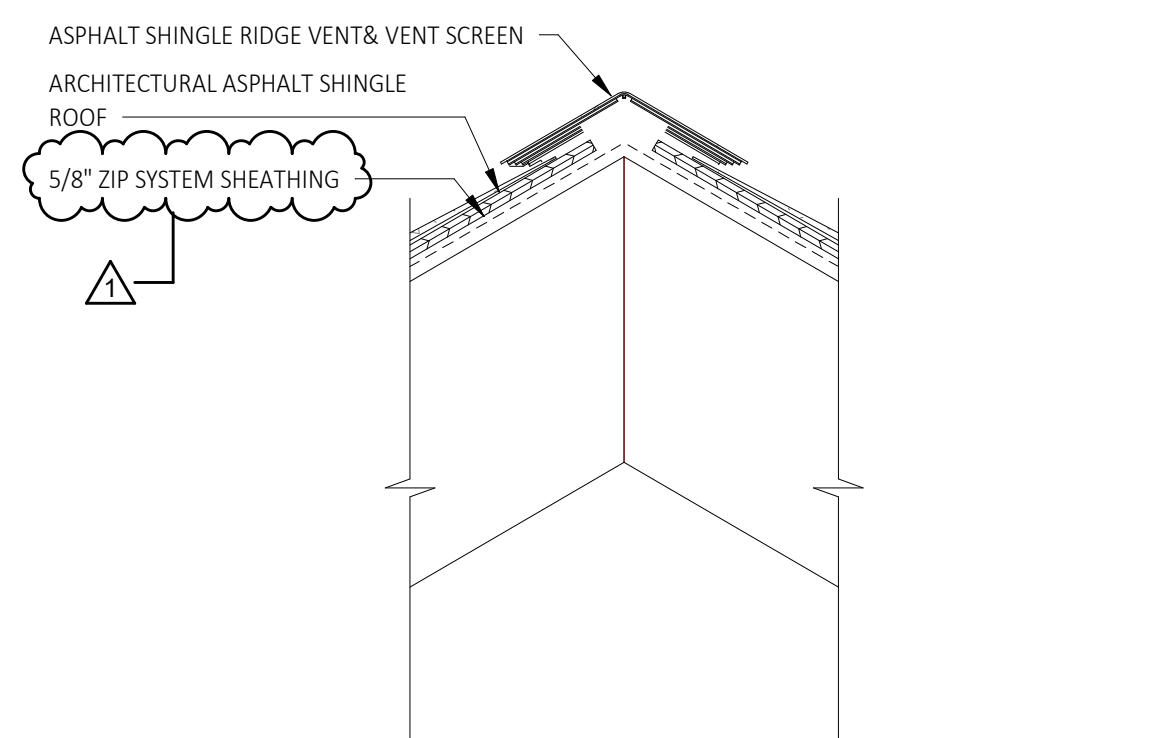 ASPHALT SHINGLE RIDGE VENT& VENT SCREEN
ARCHITECTURAL ASPHALT SHINGLE
ROOF
5/8" ZIP SYSTEM SHEATHING
1